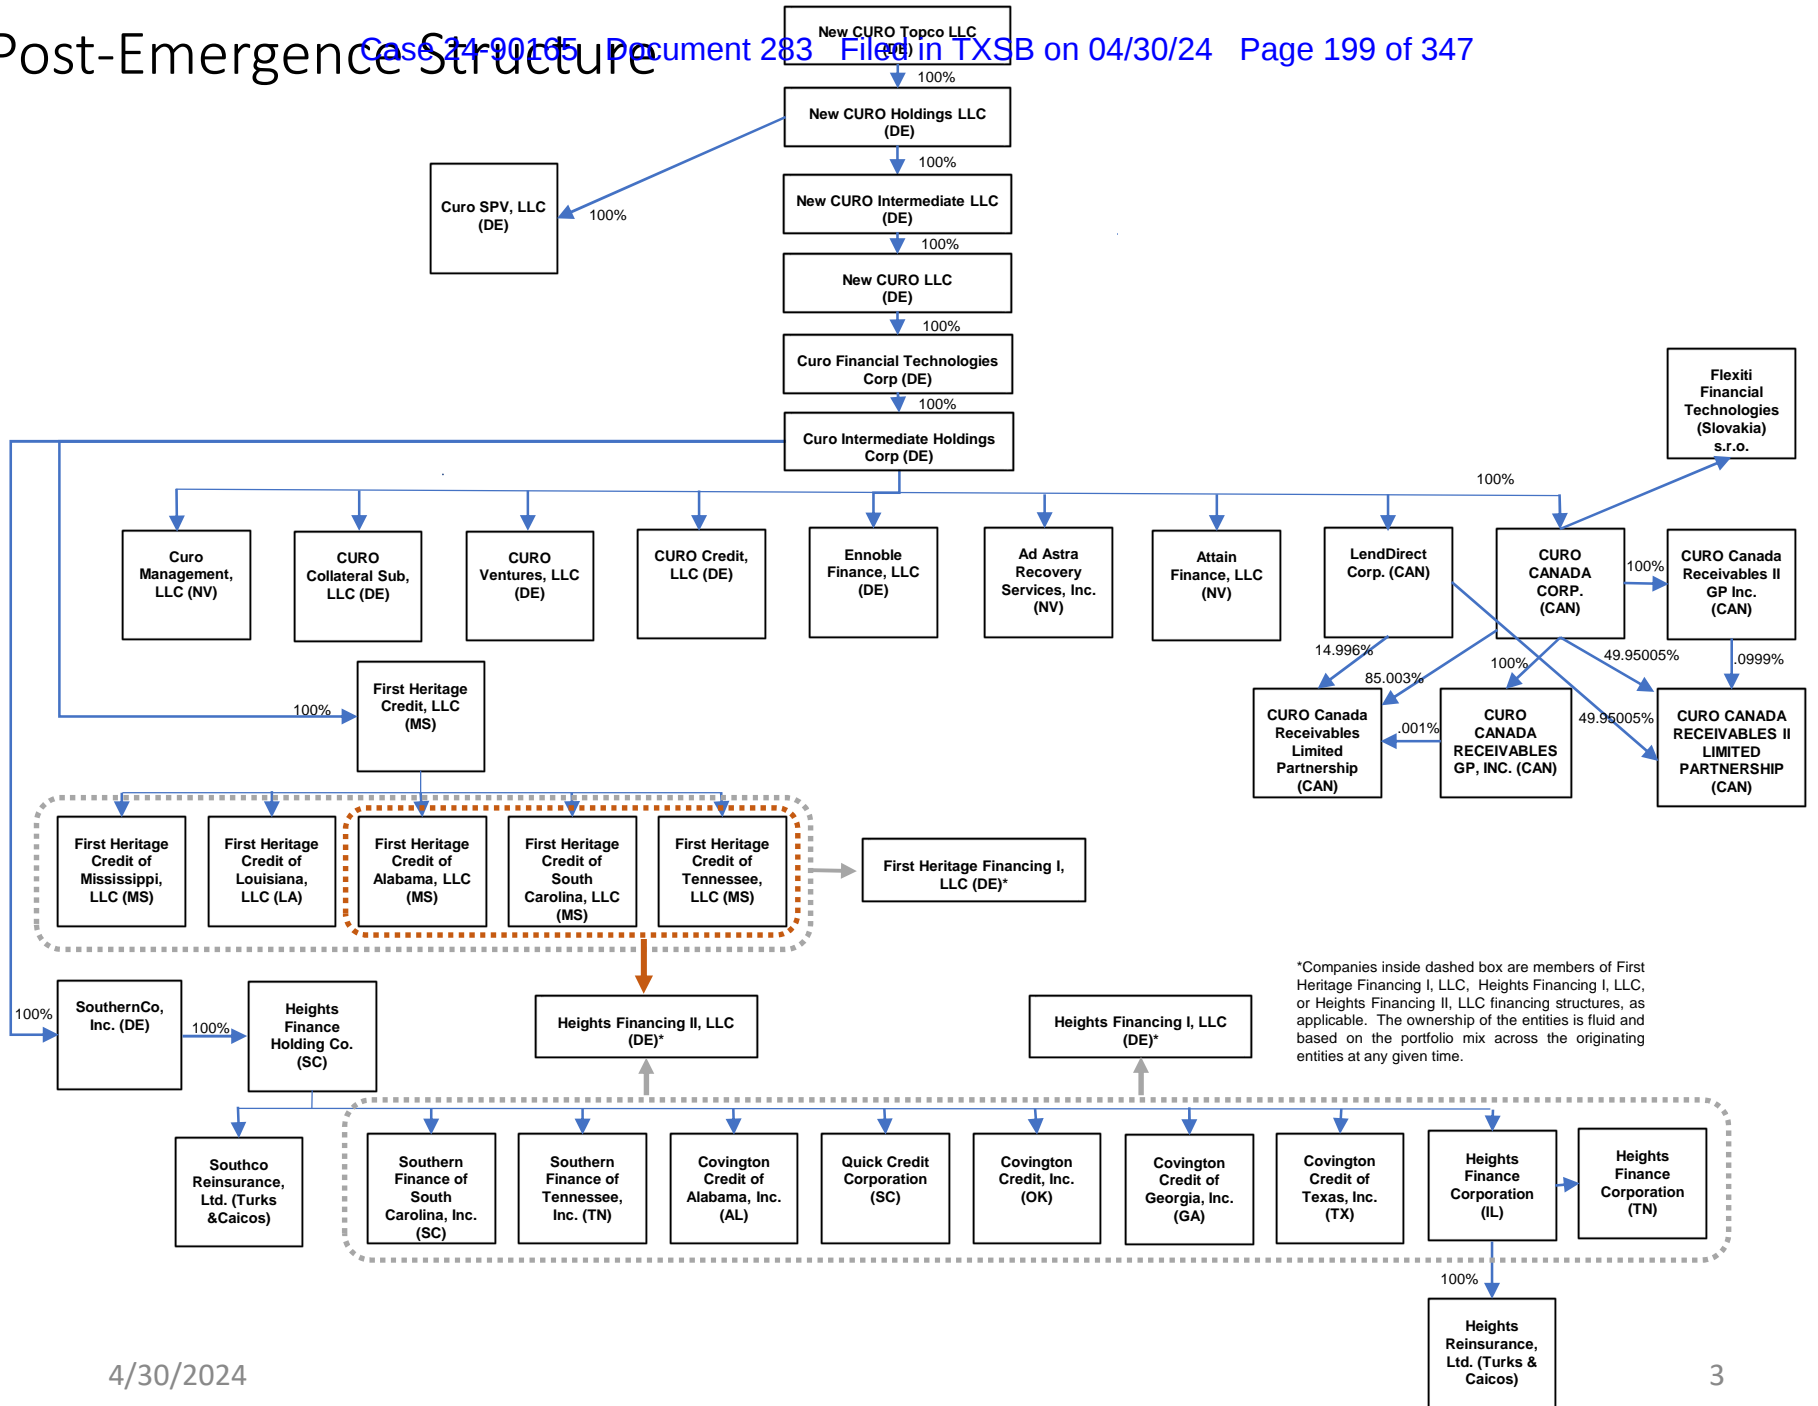 Post-Emergence Structure
Case 24-90165 Document 283 Filed in TXSB on 04/30/24 Page 199 of 347
New CURO Topco LLC
(DE)
100%
New CURO Holdings LLC
(DE)
100%
Curo SPV, LLC
(DE)
100%
New CURO Intermediate LLC
(DE)
100%
New CURO LLC
(DE)
100%
Curo Financial Technologies
Corp (DE)
100%
Curo Intermediate Holdings
Corp (DE)
Flexiti
Financial
Technologies
(Slovakia)
s.r.o.
100%
Curo
Management,
LLC (NV)
CURO
Collateral Sub,
LLC (DE)
CURO
Ventures, LLC
(DE)
CURO Credit,
LLC (DE)
Ennoble
Finance, LLC
(DE)
Ad Astra
Recovery
Services, Inc.
(NV)
Attain
Finance, LLC
(NV)
LendDirect
Corp. (CAN)
CURO
CANADA
CORP.
(CAN)
100%
CURO Canada
Receivables II
GP Inc.
(CAN)
14.996%
85.003%
100%
49.95005%
.0999%
49.95005%
CURO Canada
Receivables
Limited
Partnership
(CAN)
.001%
CURO
CANADA
RECEIVABLES
GP, INC. (CAN)
CURO CANADA
RECEIVABLES II
LIMITED
PARTNERSHIP
(CAN)
100%
First Heritage
Credit, LLC
(MS)
First Heritage
Credit of
Mississippi,
LLC (MS)
First Heritage
Credit of
Louisiana,
LLC (LA)
First Heritage
Credit of
Alabama, LLC
(MS)
First Heritage
Credit of
South
Carolina, LLC
(MS)
First Heritage
Credit of
Tennessee,
LLC (MS)
First Heritage Financing I,
LLC (DE)*
100%
SouthernCo,
Inc. (DE)
100%
Heights
Finance
Holding Co.
(SC)
Heights Financing II, LLC
(DE)*
Heights Financing I, LLC
(DE)*
*Companies inside dashed box are members of First
Heritage Financing I, LLC, Heights Financing I, LLC,
or Heights Financing II, LLC financing structures, as
applicable. The ownership of the entities is fluid and
based on the portfolio mix across the originating
entities at any given time.
Southco
Reinsurance,
Ltd. (Turks
&Caicos)
Southern
Finance of
South
Carolina, Inc.
(SC)
Southern
Finance of
Tennessee,
Inc. (TN)
Covington
Credit of
Alabama, Inc.
(AL)
Quick Credit
Corporation
(SC)
Covington
Credit, Inc.
(OK)
Covington
Credit of
Georgia, Inc.
(GA)
Covington
Credit of
Texas, Inc.
(TX)
Heights
Finance
Corporation
(IL)
Heights
Finance
Corporation
(TN)
100%
Heights
Reinsurance,
Ltd. (Turks &
Caicos)
4/30/2024
3